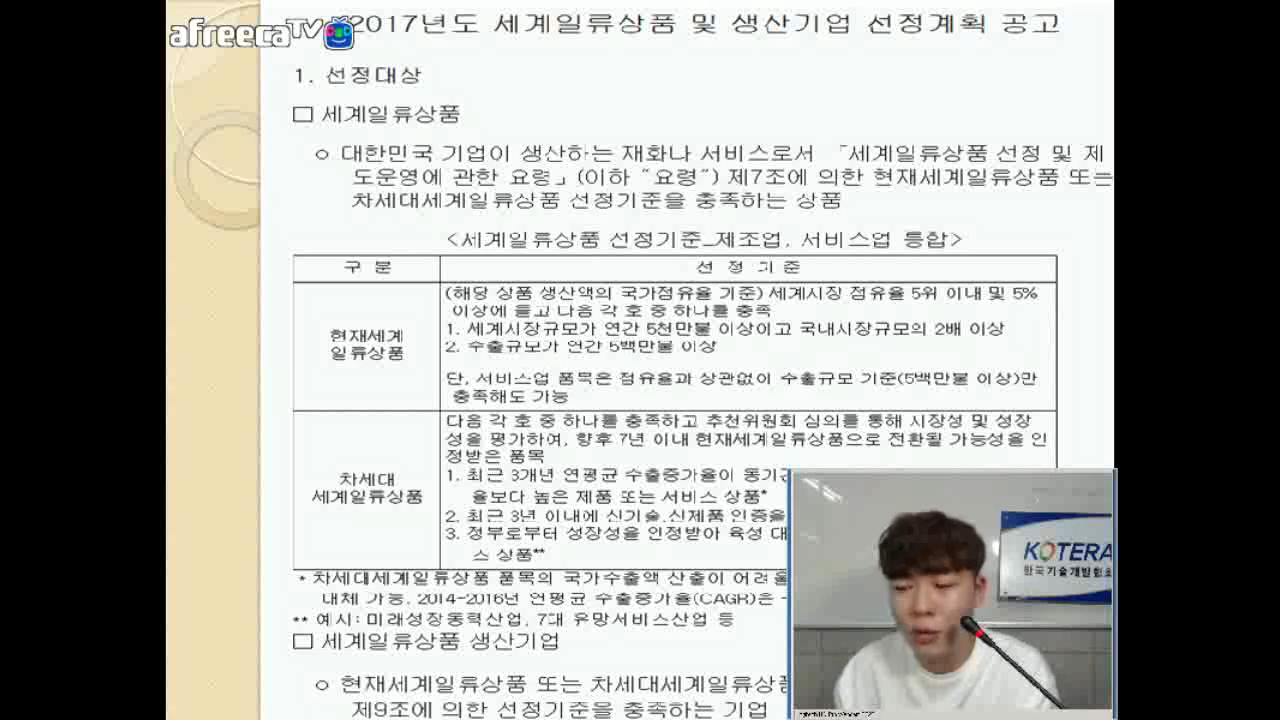 afreecaTV
2017년도 세계일류상품 및 생산기업 선정계획 공고
1. 선정대상
□ 세계일류상품
○ 대한민국 기업이 생산하는 재화나 서비스로서 「세계일류상품 선정 및 제
도운영에 관한 요령」(이하 "요령") 제7조에 의한 현재세계일류상품 또는
차세대세계일류상품 선정기준을 충족하는 상품
<세계일류상품 선정기준_제조업, 서비스업 통합>
구 분 선 정 기 준
현재세계
일류상품
(해당 상품 생산액의 국가점유율 기준) 세계시장 점유율 5위 이내 및 5%
이상에 들고 나음 각 호 중 하나를 충족
1. 세계시장규모가 연간 5천만불 이상이고 국내시장규모의 2배 이상
2. 수출규모가 연간 5백만불 이상
단, 서비스업 품목은 점유율과 상관없이 수출규모 기준(5백만불 이상)만
충족해도 가능
차세대
세계일류상품
다음 각 호 중 하나를 충족하고 추천위원회 심의를 통해 시장성 및 성장
성을 평가하여, 향후 7년 이내 현재세계일류상품으로 전환될 가능성을 인
정받은 품목
1. 최근 3개년 연평균 수출증가율이 동기간
율보다 높은 제품 또는 서비스 상품*
2. 최근 3년 이내에 신기술.신제품 인증을
3. 정부로부터 성장성을 인정받아 육성 대
스 상품**
* 차세대세계일류상품 품목의 국가수출액 산출이 어려울
대체 가능, 2014-2016년 연평균 수출증가율(CAGR)은
** 예시: 미래성장동력산업, 7대 유망서비스산업 등
□ 세계일류상품 생산기업
○ 현재세계일류상품 또는 차세대세계일류상품
제9조에 의한 선정기준을 충족하는 기업
KOTERA
한국기술개발협회